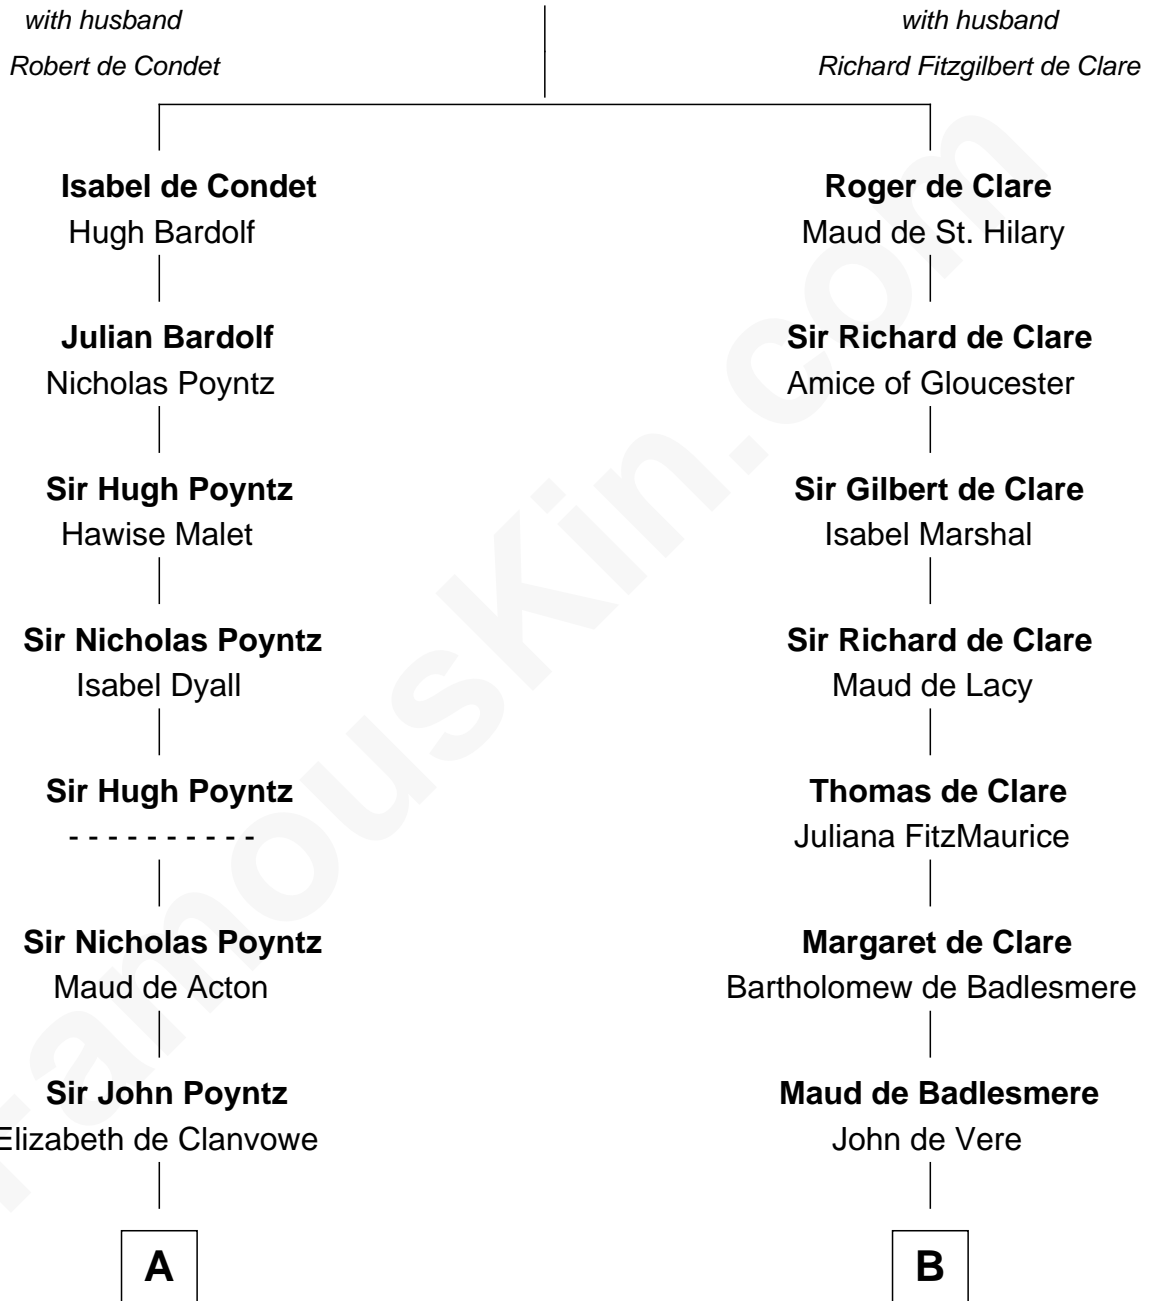 with husband
Robert de Condet
with husband
Richard Fitzgilbert de Clare
Isabel de Condet
Hugh Bardolf
Roger de Clare
Maud de St. Hilary
Julian Bardolf
Nicholas Poyntz
Sir Richard de Clare
Amice of Gloucester
Sir Hugh Poyntz
Hawise Malet
Sir Gilbert de Clare
Isabel Marshal
Sir Nicholas Poyntz
Isabel Dyall
Sir Richard de Clare
Maud de Lacy
Sir Hugh Poyntz
- - - - - - - - - -
Thomas de Clare
Juliana FitzMaurice
Sir Nicholas Poyntz
Maud de Acton
Margaret de Clare
Bartholomew de Badlesmere
Sir John Poyntz
Elizabeth de Clanvowe
Maud de Badlesmere
John de Vere
A
B
FamousKin.com